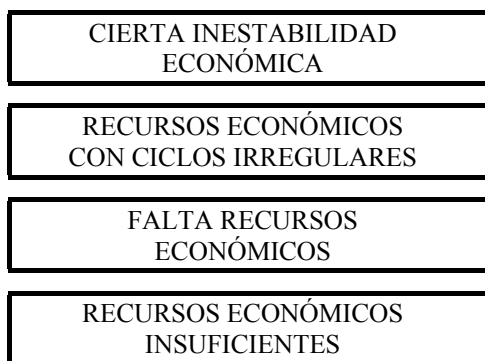 CIERTA INESTABILIDAD
ECONÓMICA
RECURSOS ECONÓMICOS
CON CICLOS IRREGULARES
FALTA RECURSOS
ECONÓMICOS
RECURSOS ECONÓMICOS
INSUFICIENTES